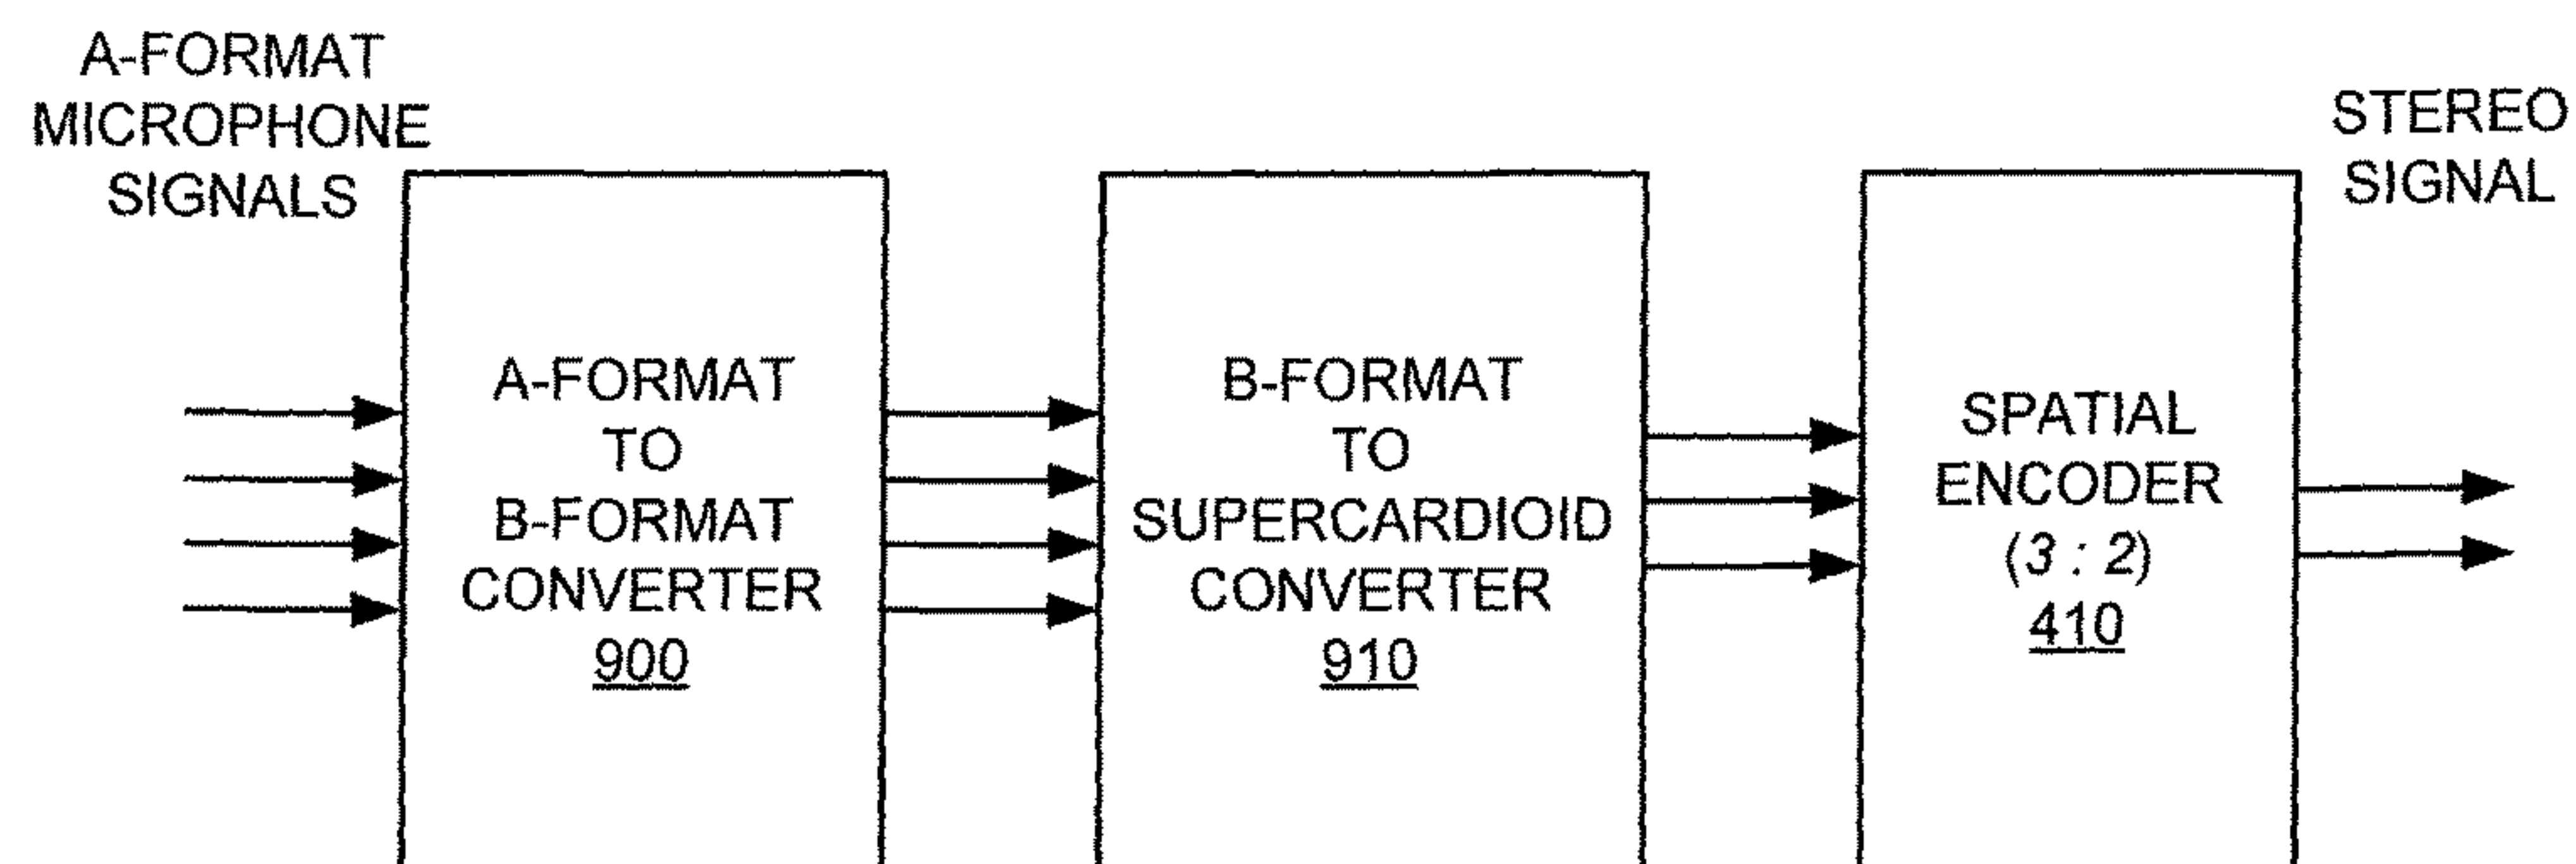 A-FORMAT
MICROPHONE
SIGNALS
A-FORMAT
TO
B-FORMAT
CONVERTER
900
B-FORMAT
TO
SUPERCARDIOID
CONVERTER
910
SPATIAL
ENCODER
(3 : 2)
410
STEREO
SIGNAL